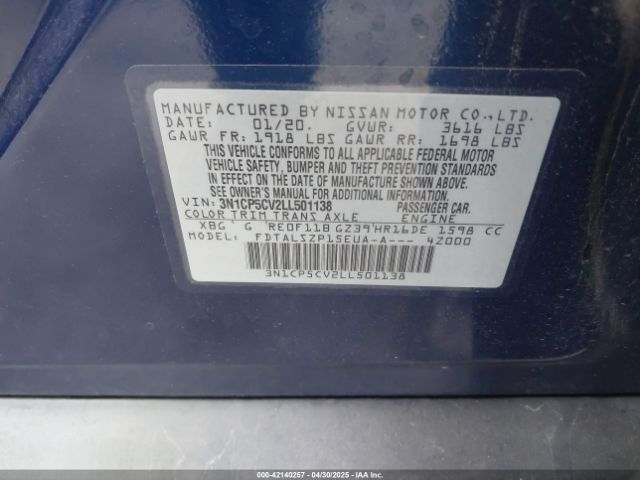 MANUFACTURED BY NISSAN MOTOR CO., LTD.
DATE: 01/20. GVWR: 3616 LBS
GAWR FR: 1918 LBS GAWR RR: 1698 LBS
THIS VEHICLE CONFORMS TO ALL APPLICABLE FEDERAL MOTOR
VEHICLE SAFETY, BUMPER AND THEFT PREVENTION STANDARDS
IN EFFECT ON THE DATE OF MANUFACTURE SHOWN ABOVE.
SEE OWNER'S MANUAL FOR ADDITIONAL INFORMATION.
VIN: 3N1CP5CV2LL501138 PASSENGER CAR.
COLOR TRIM TRANS AXLE ENGINE
XBG G RE0F11B GZ39 HR16DE 1598 CC
MODEL: FDTALSZP15EUA-A--- 4Z000
3N1CP5CV2LL501138
000-42140257 - 04/30/2025 - COPYRIGHT © IAA, LLC.